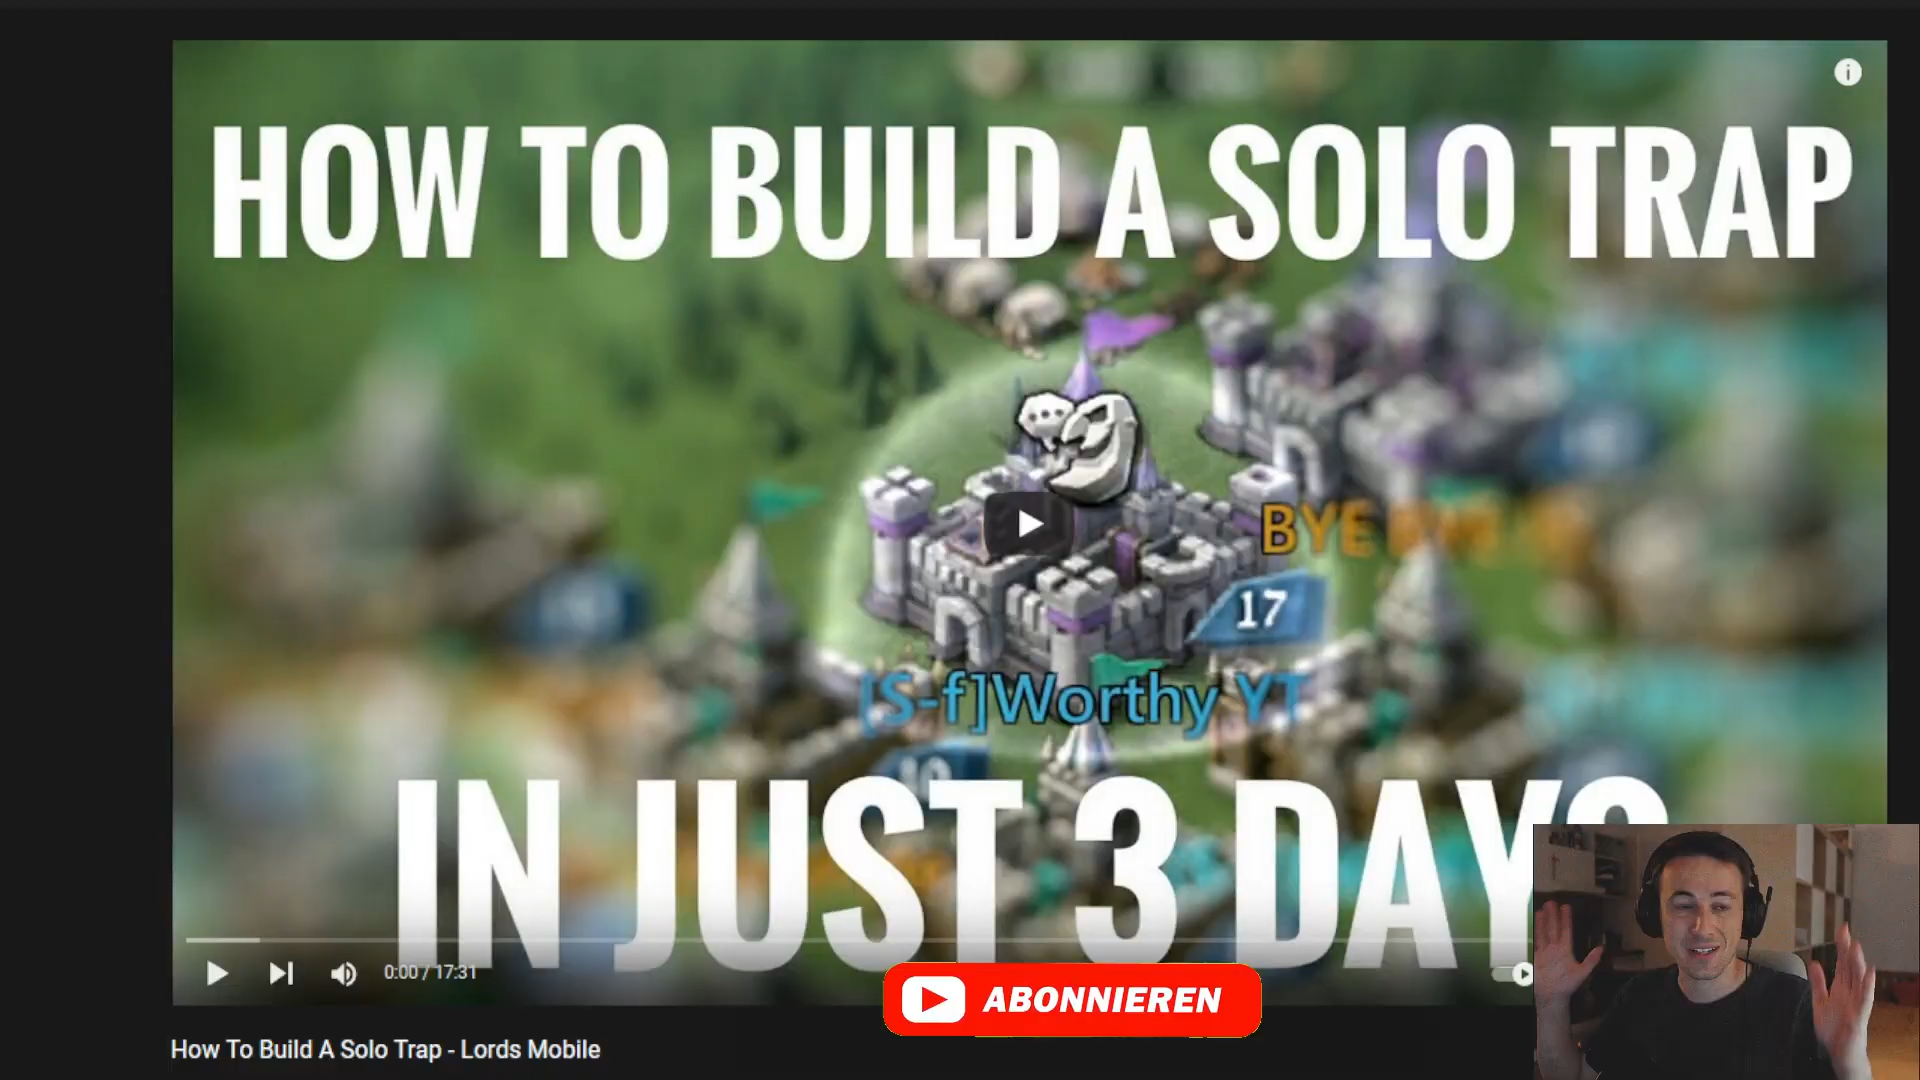 HOW TO BUILD A SOLO TRAP
BYE
17
[S-f]Worthy YT
IN JUST 3 DAYS
0:00 / 17:31
ABONNIEREN
How To Build A Solo Trap - Lords Mobile